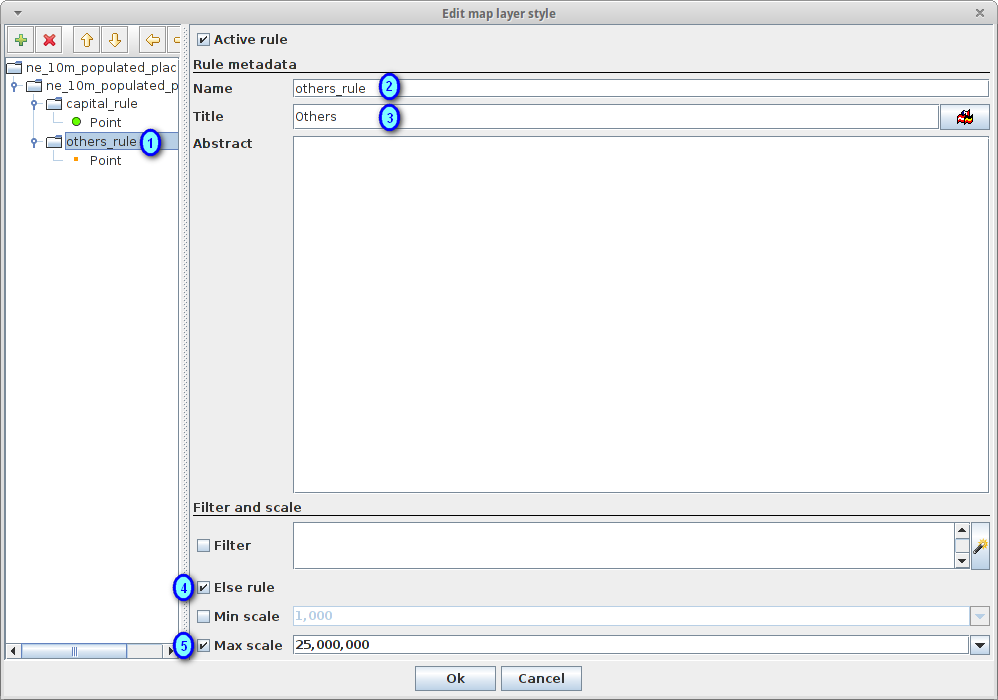 Edit map layer style
ne_10m_populated_plac
ne_10m_populated_p
capital_rule
Point
others_rule 1
Point
Active rule
Rule metadata
Name others_rule 2
Title Others 3
Abstract
Filter and scale
Filter
4 Else rule
Min scale 1,000
5 Max scale 25,000,000
Ok Cancel